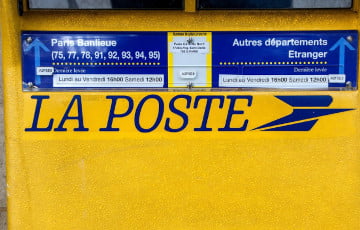 Paris Banlieue
(75, 77, 78, 91, 92, 93, 94, 95)
Dernière levée
Lundi au Vendredi 16h00 Samedi 12h00
Autres départements
Etranger
Dernière levée
Lundi au Vendredi 16h00 Samedi 12h00
LA POSTE